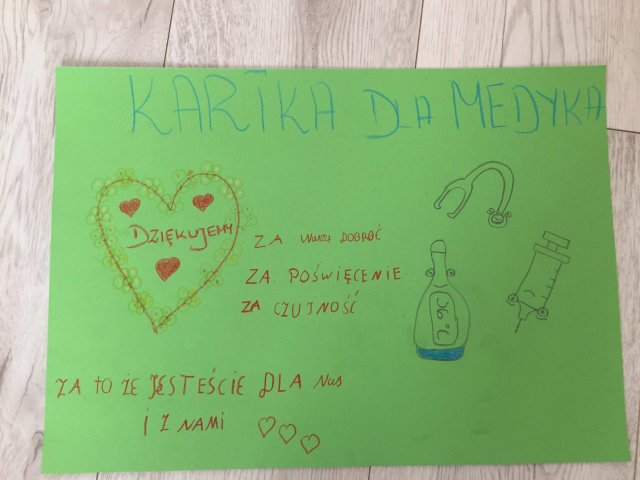 KARTKA DLA MEDYKA
DZIĘKUJEMY
ZA WASZĄ DOBROĆ
ZA POŚWIĘCENIE
ZA CZUJNOŚĆ
ZA TO ŻE JESTEŚCIE DLA NAS
I Z NAMI